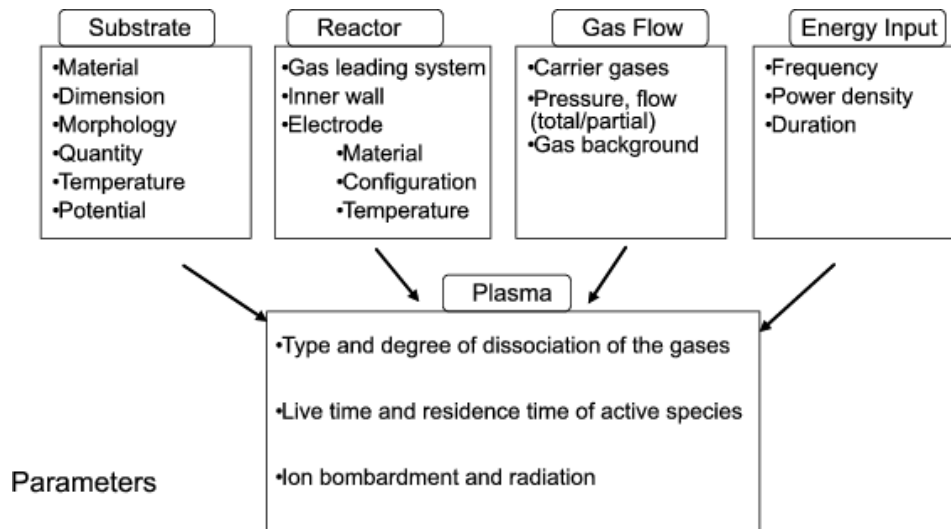 Substrate
•Material
•Dimension
•Morphology
•Quantity
•Temperature
•Potential
Reactor
•Gas leading system
•Inner wall
•Electrode
•Material
•Configuration
•Temperature
Gas Flow
•Carrier gases
•Pressure, flow
(total/partial)
•Gas background
Energy Input
•Frequency
•Power density
•Duration
Plasma
•Type and degree of dissociation of the gases
•Live time and residence time of active species
•Ion bombardment and radiation
Parameters